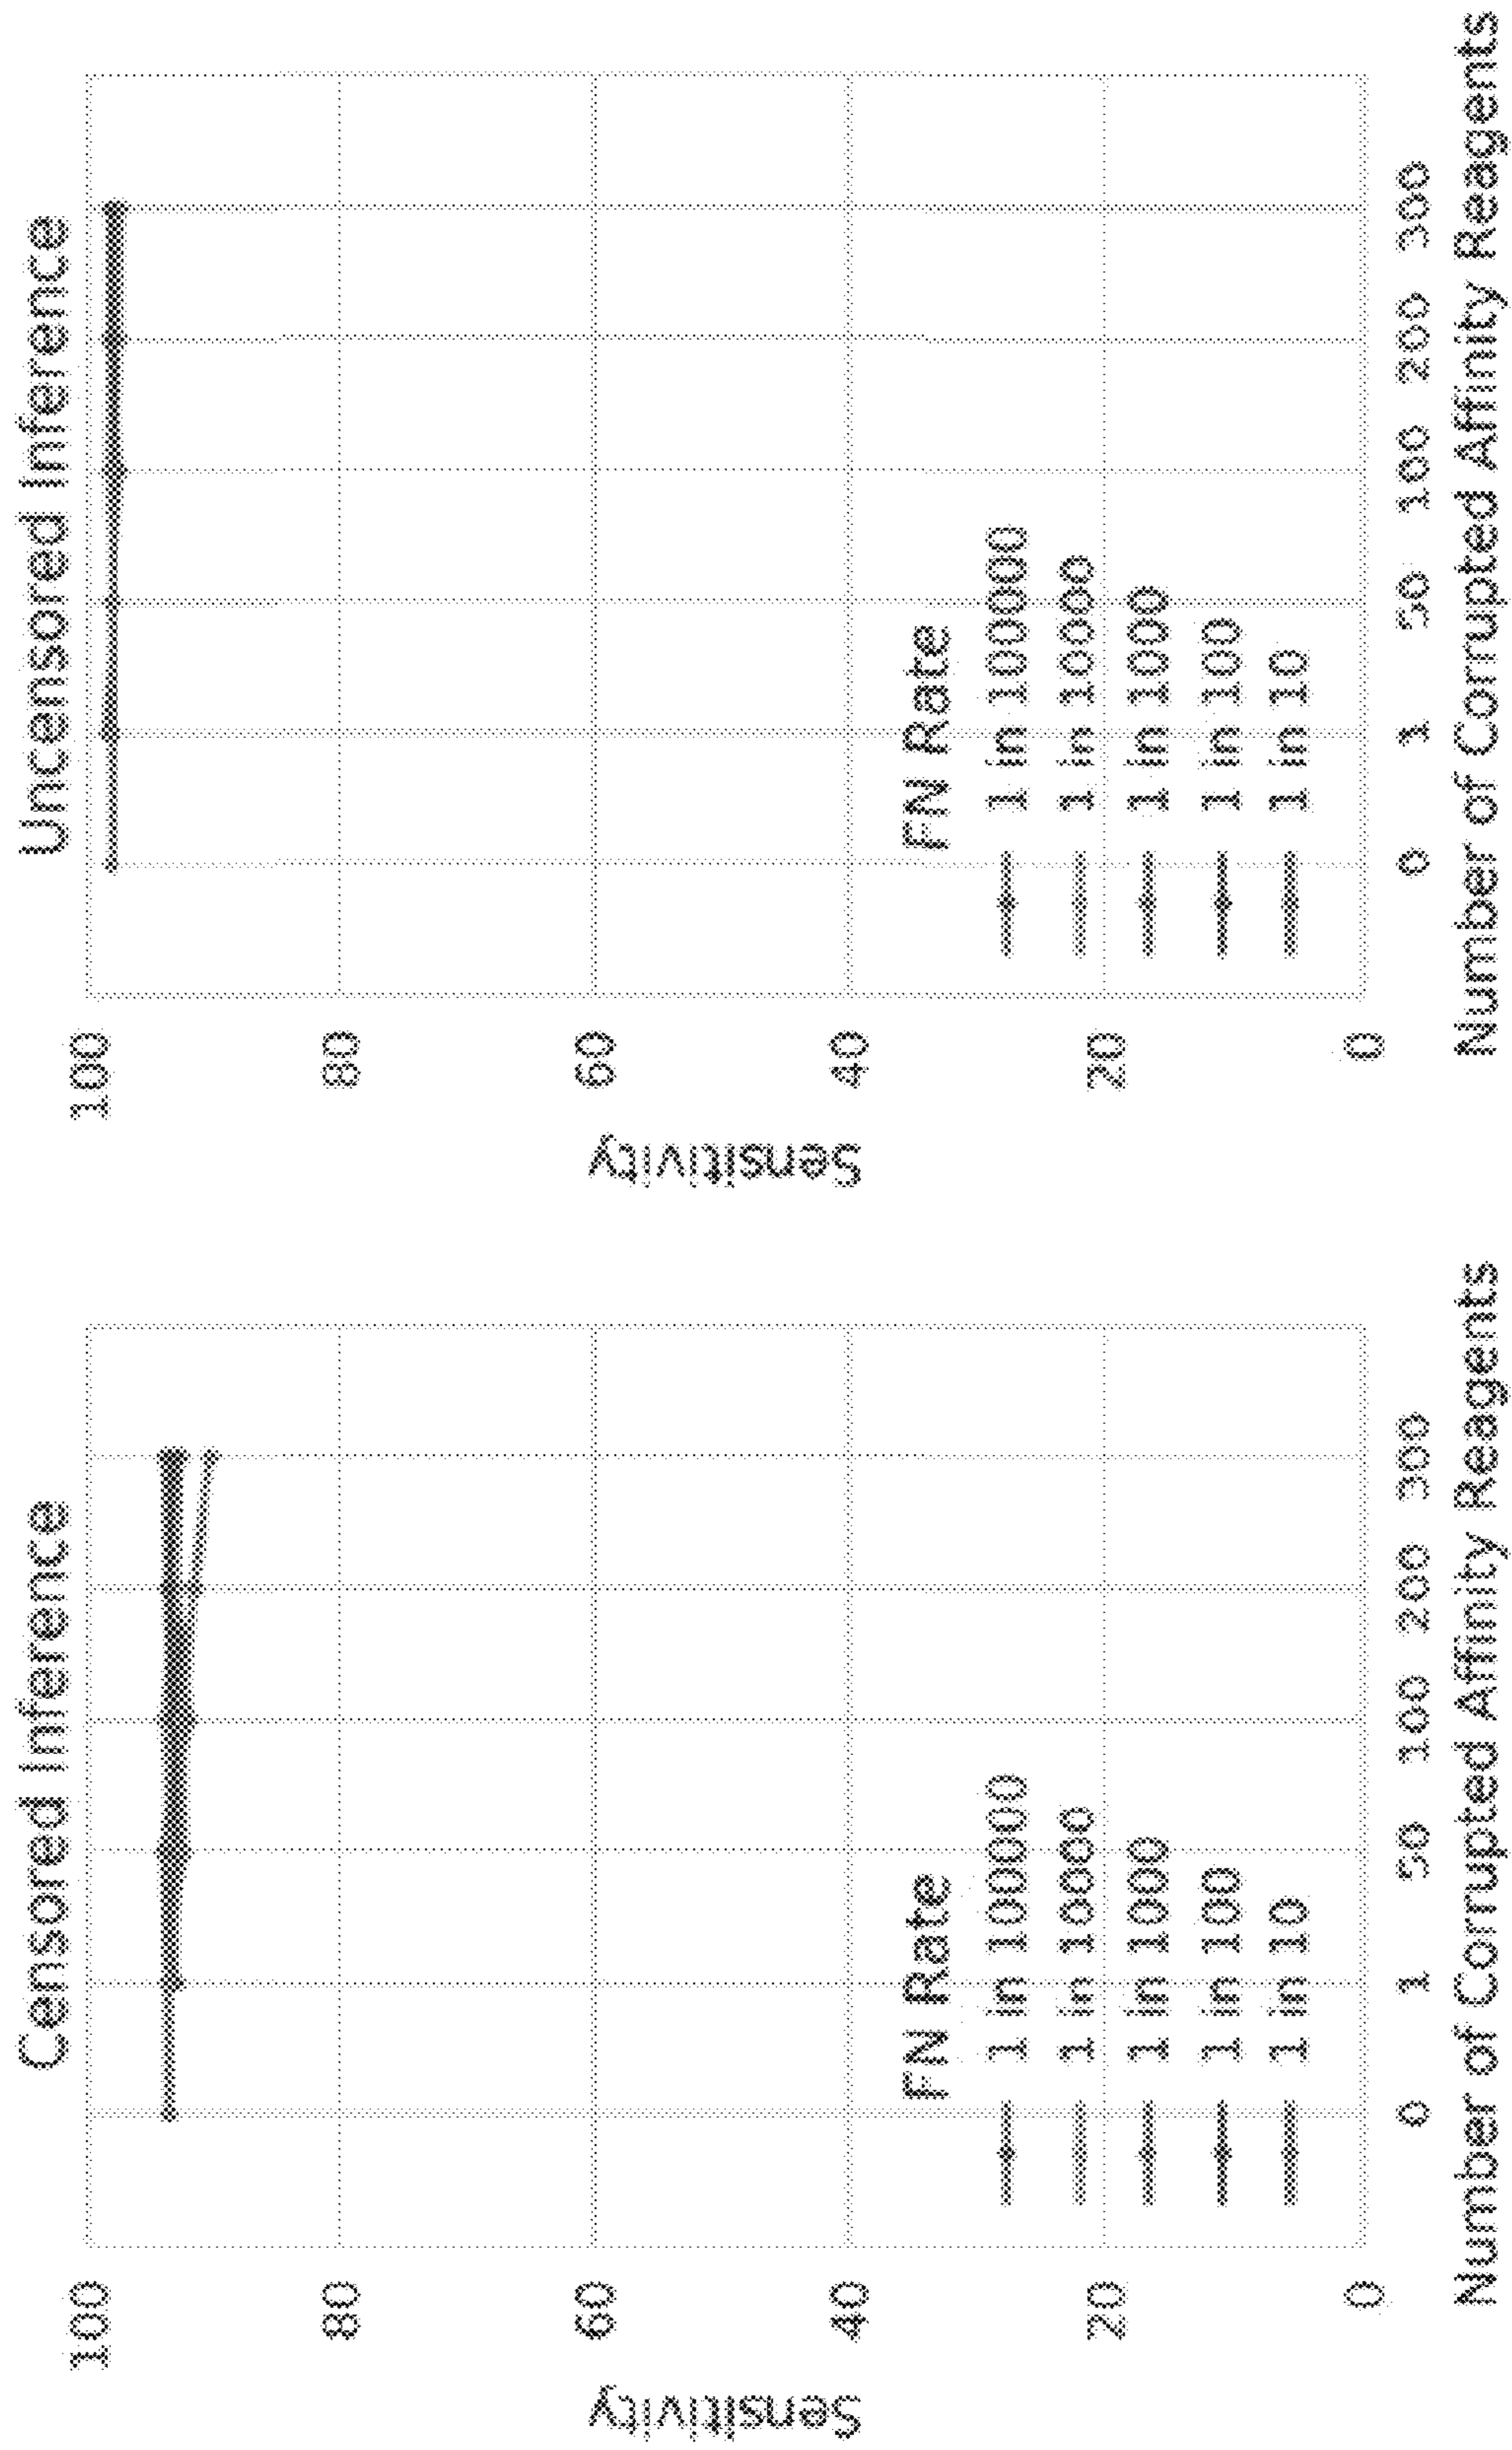 Censored Inference
100
80
60
40
20
0
Sensitivity
FN Rate
1 in 100000
1 in 10000
1 in 1000
1 in 100
1 in 10
0 1 50 100 200 300
Number of Corrupted Affinity Reagents
Uncensored Inference
100
80
60
40
20
0
Sensitivity
FN Rate
1 in 100000
1 in 10000
1 in 1000
1 in 100
1 in 10
0 1 50 100 200 300
Number of Corrupted Affinity Reagents